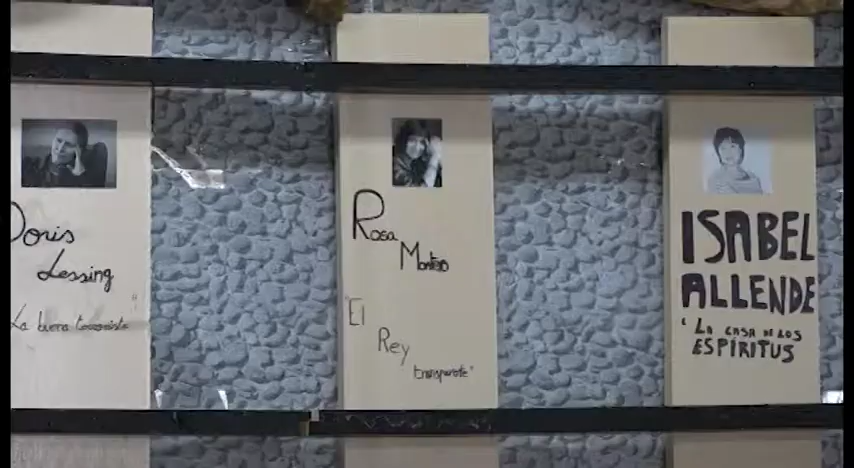 Doris
Lessing
"La buena terrorista"
Rosa
Montero
"El
Rey
transparente"
ISABEL
ALLENDE
"LA CASA DE LOS
ESPÍRITUS